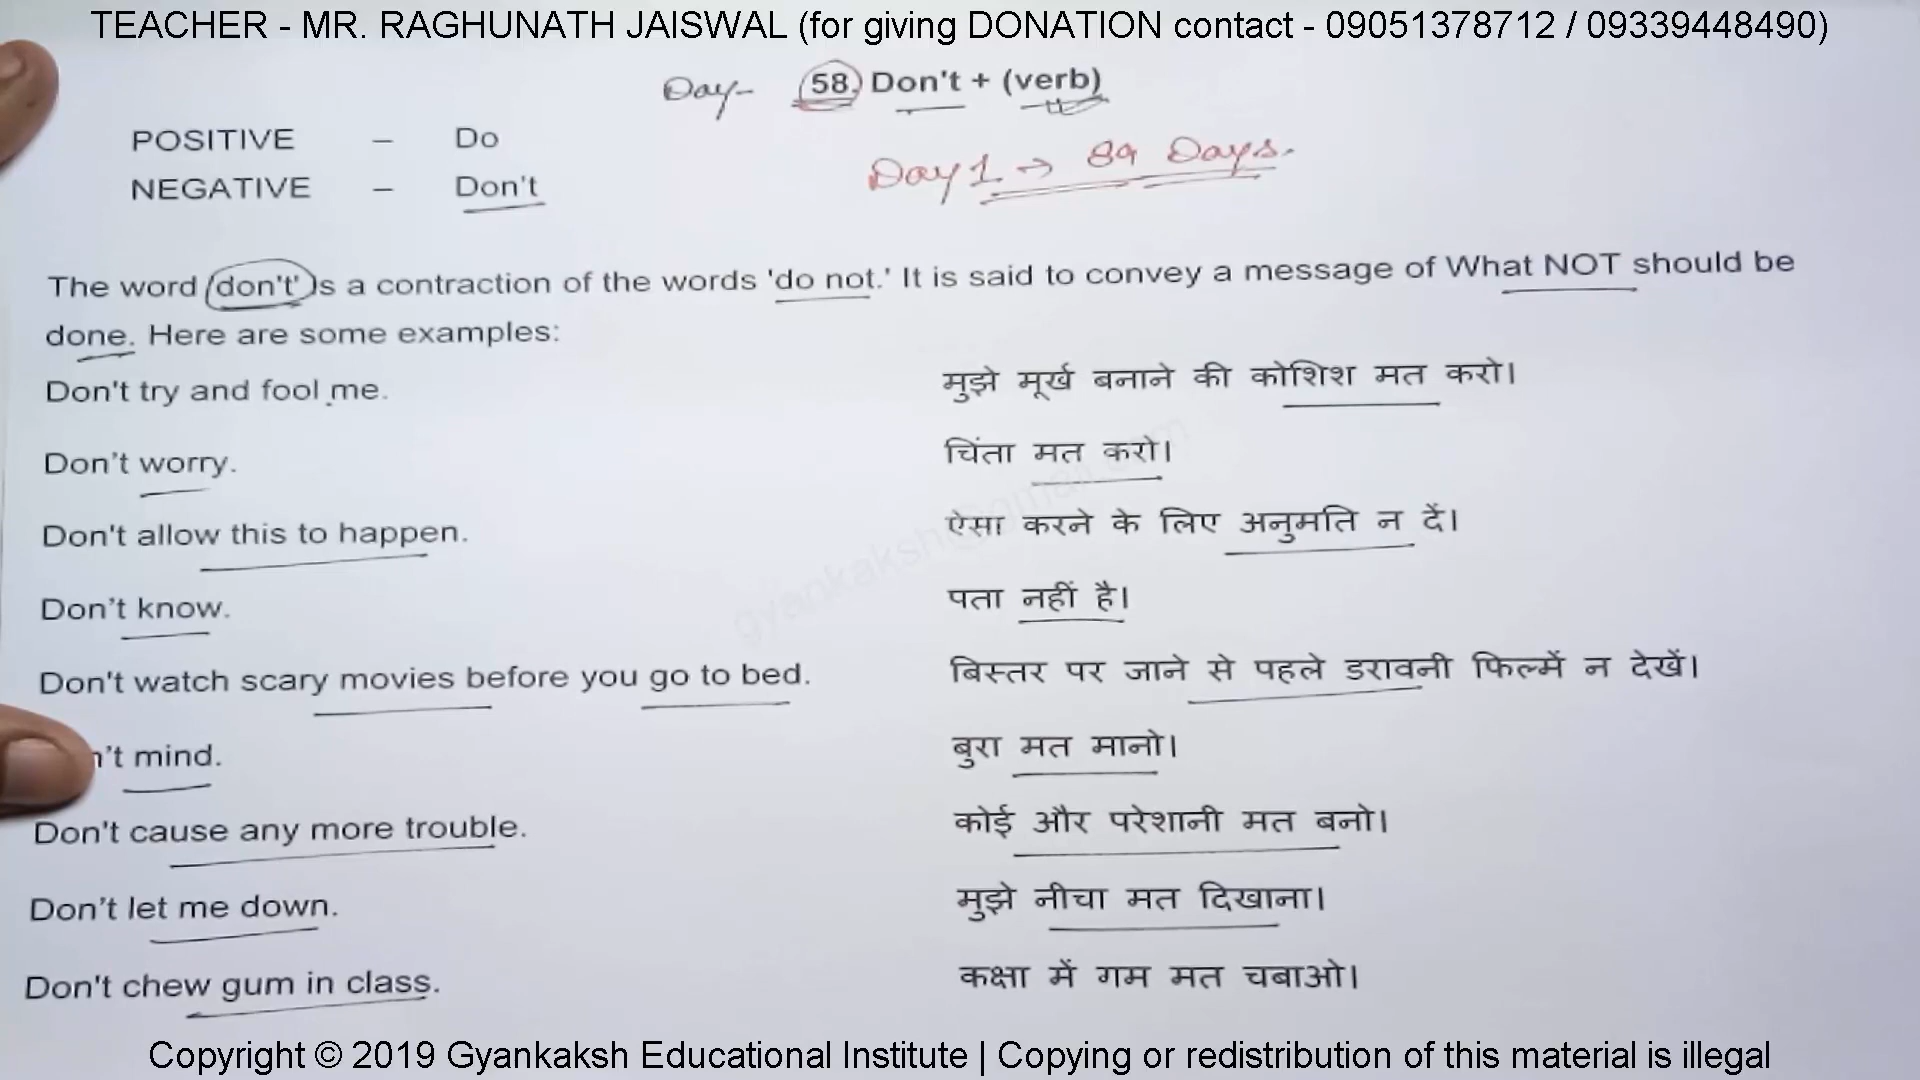 TEACHER - MR. RAGHUNATH JAISWAL (for giving DONATION contact - 09051378712 / 09339448490)
Day- 58. Don't + (verb)
POSITIVE – Do
Day 1 → 89 Days.
NEGATIVE – Don't
The word 'don't' is a contraction of the words 'do not.' It is said to convey a message of What NOT should be
done. Here are some examples:
Don't try and fool me. मुझे मूर्ख बनाने की कोशिश मत करो।
Don't worry. चिंता मत करो।
Don't allow this to happen. ऐसा करने के लिए अनुमति न दें।
gyankaksh@gmail.com
Don't know. पता नहीं है।
Don't watch scary movies before you go to bed. बिस्तर पर जाने से पहले डरावनी फिल्में न देखें।
't mind. बुरा मत मानो।
Don't cause any more trouble. कोई और परेशानी मत बनो।
Don't let me down. मुझे नीचा मत दिखाना।
Don't chew gum in class. कक्षा में गम मत चबाओ।
Copyright © 2019 Gyankaksh Educational Institute | Copying or redistribution of this material is illegal